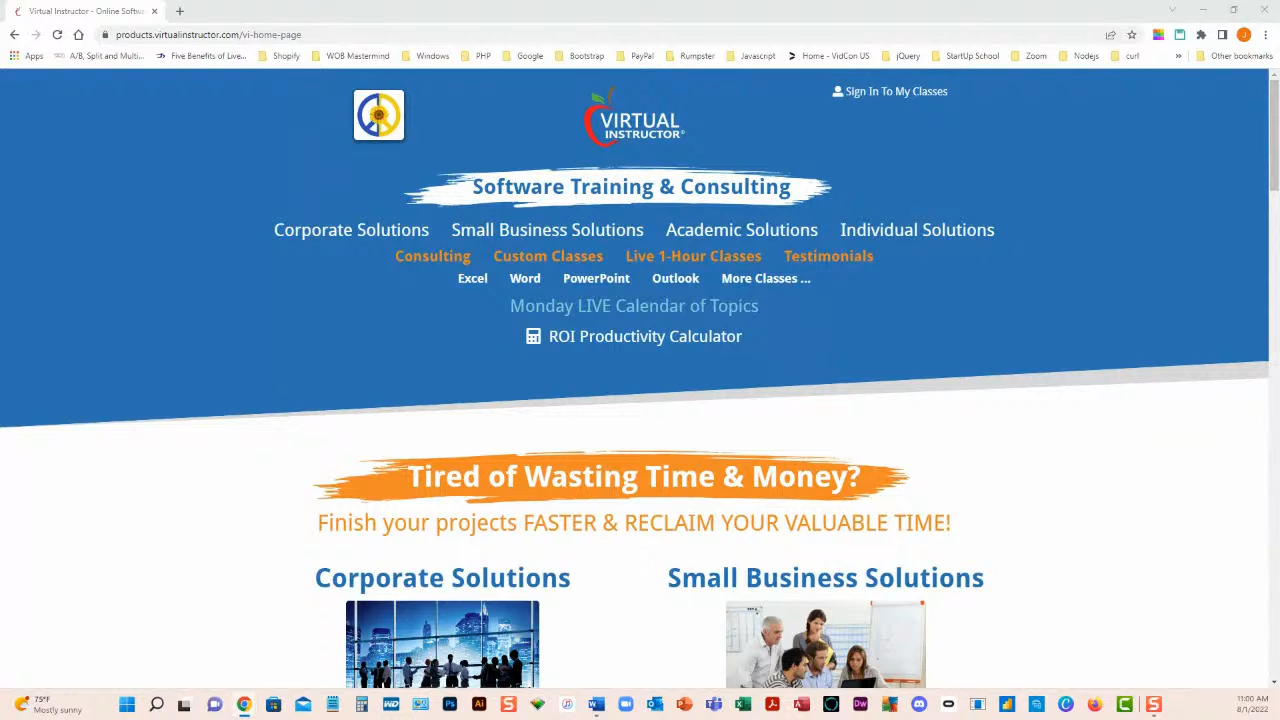 Virtual Instructor - Online Softwa
products.virtualinstructor.com/vi-home-page
J
Apps A/B, Split and Multi... Five Benefits of Live... Shopping WOB Mastermind Windows PHP Google Bootstrap PayPal Rumpster Javascript Home - VidCon US jQuery StartUp School Zoom Nodejs curl » Other bookmarks
Sign In To My Classes
VIRTUAL
INSTRUCTOR®
Software Training & Consulting
Corporate Solutions Small Business Solutions Academic Solutions Individual Solutions
Consulting Custom Classes Live 1-Hour Classes Testimonials
Excel Word PowerPoint Outlook More Classes ...
Monday LIVE Calendar of Topics
ROI Productivity Calculator
Tired of Wasting Time & Money?
Finish your projects FASTER & RECLAIM YOUR VALUABLE TIME!
Corporate Solutions Small Business Solutions
75°F
Mostly sunny
11:00 AM
8/1/2022